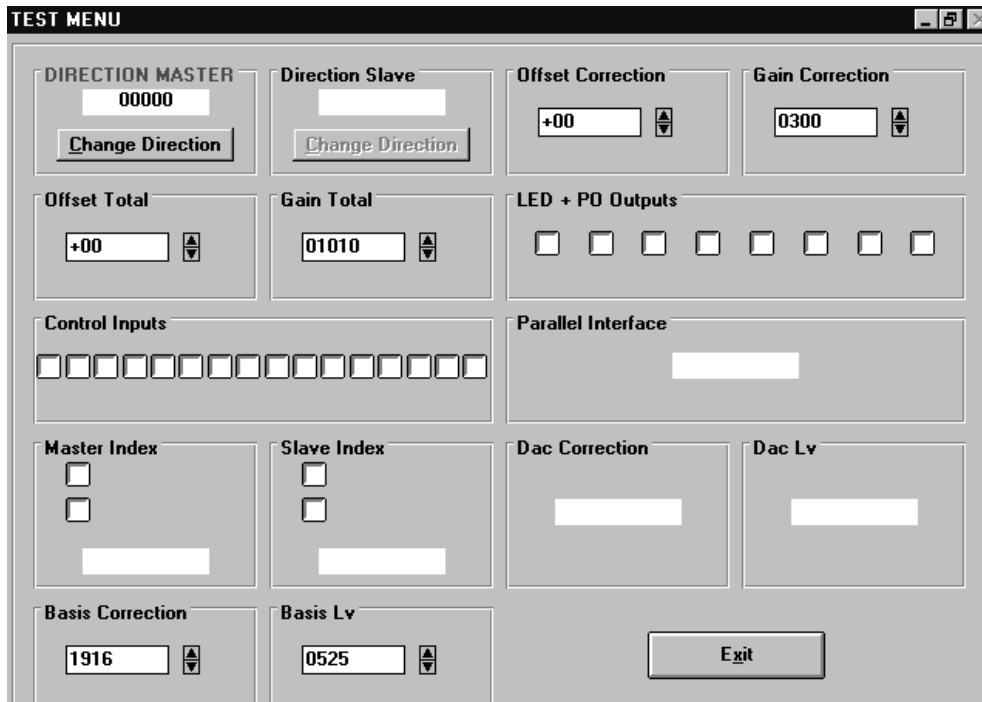 TEST MENU
DIRECTION MASTER
00000
Change Direction
Direction Slave
Change Direction
Offset Correction
+00
Gain Correction
0300
Offset Total
+00
Gain Total
01010
LED + PO Outputs
Control Inputs
Parallel Interface
Master Index
Slave Index
Dac Correction
Dac Lv
Basis Correction
1916
Basis Lv
0525
Exit